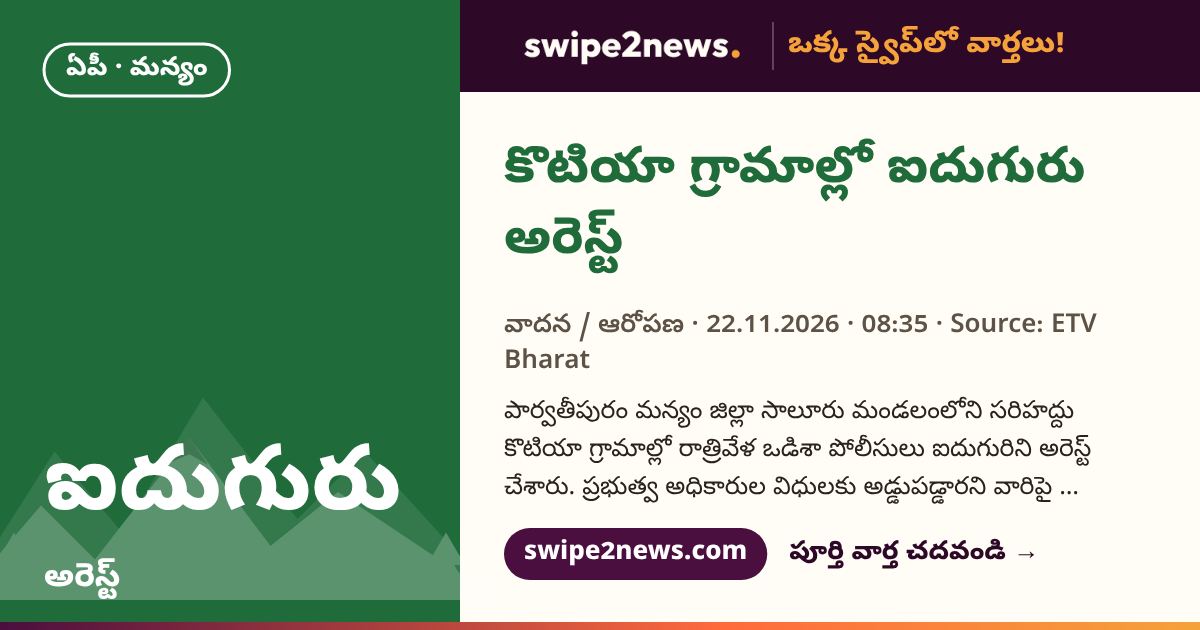 ఏపీ · మన్యం
ఐదుగురు
అరెస్ట్
swipe2news.
ఒక్క స్వైప్‌లో వార్తలు!
కొటియా గ్రామాల్లో ఐదుగురు
అరెస్ట్
వాదన / ఆరోపణ · 22.11.2026 · 08:35 · Source: ETV
Bharat
పార్వతీపురం మన్యం జిల్లా సాలూరు మండలంలోని సరిహద్దు
కొటియా గ్రామాల్లో రాత్రివేళ ఒడిశా పోలీసులు ఐదుగురిని అరెస్ట్
చేశారు. ప్రభుత్వ అధికారుల విధులకు అడ్డుపడ్డారని వారిపై ...
swipe2news.com
పూర్తి వార్త చదవండి →